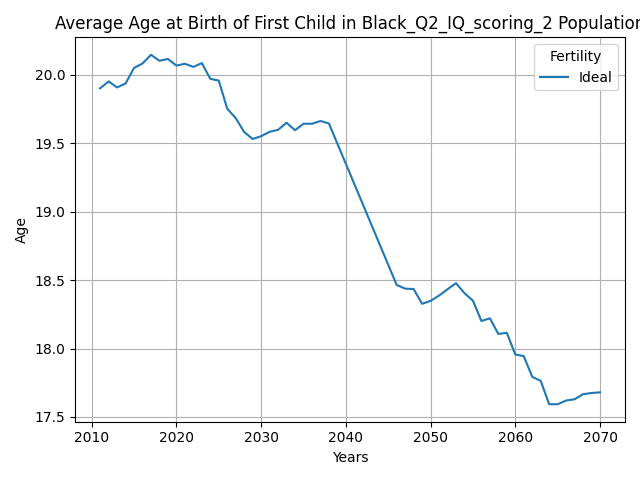 Average Age at Birth of First Child in Black_Q2_IQ_scoring_2 Population
Fertility
Ideal
Age
20.0
19.5
19.0
18.5
18.0
17.5
2010 2020 2030 2040 2050 2060 2070
Years